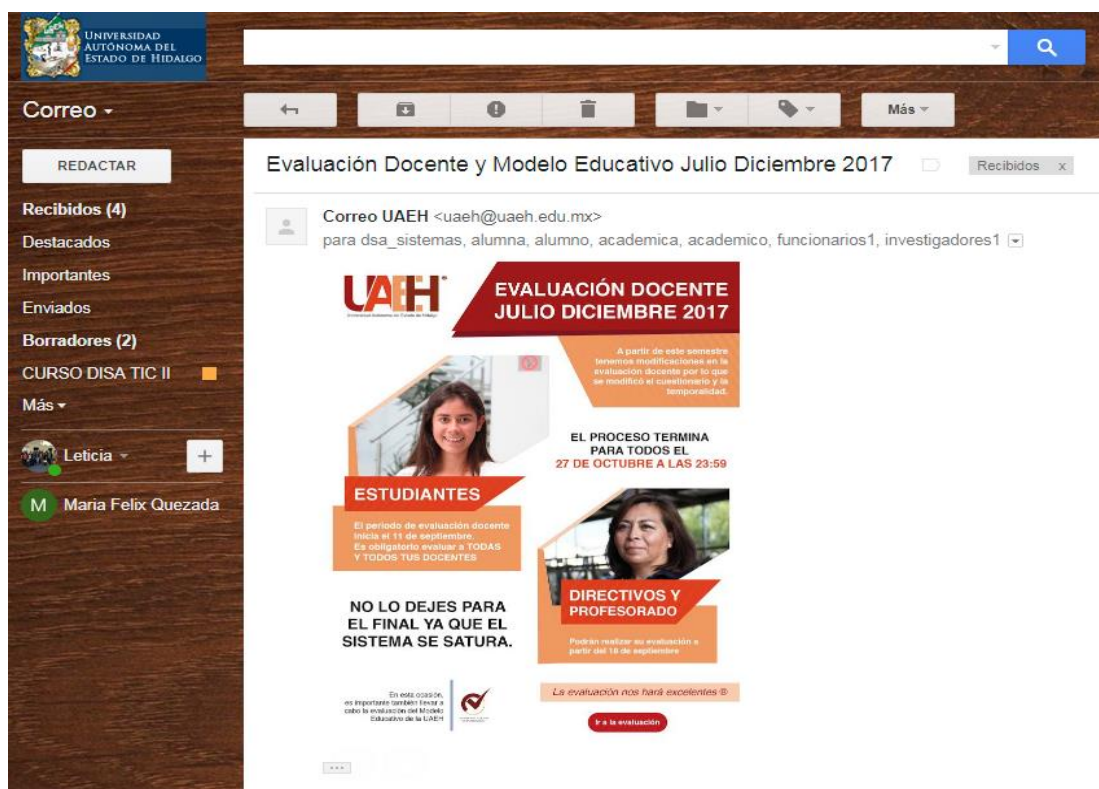 UNIVERSIDAD
AUTÓNOMA DEL
ESTADO DE HIDALGO
Correo
Más
REDACTAR
Evaluación Docente y Modelo Educativo Julio Diciembre 2017
Recibidos x
Recibidos (4)
Destacados
Importantes
Enviados
Borradores (2)
CURSO DISA TIC II
Más
Leticia
+
M Maria Felix Quezada
Correo UAEH <uaeh@uaeh.edu.mx>
para dsa_sistemas, alumna, alumno, academica, academico, funcionarios1, investigadores1
UAEH
Universidad Autónoma del Estado de Hidalgo
EVALUACIÓN DOCENTE
JULIO DICIEMBRE 2017
A partir de este semestre
tenemos modificaciones en la
evaluación docente por lo que
se modificó el cuestionario y la
temporalidad.
EL PROCESO TERMINA
PARA TODOS EL
27 DE OCTUBRE A LAS 23:59
ESTUDIANTES
El periodo de evaluación docente
inicia el 11 de septiembre.
Es obligatorio evaluar a TODAS
Y TODOS TUS DOCENTES
DIRECTIVOS Y
PROFESORADO
Podrán realizar su evaluación a
partir del 18 de septiembre
NO LO DEJES PARA
EL FINAL YA QUE EL
SISTEMA SE SATURA.
En esta ocasión,
es importante también llevar a
cabo la evaluación del Modelo
Educativo de la UAEH
La evaluación nos hará excelentes ®
Ir a la evaluación